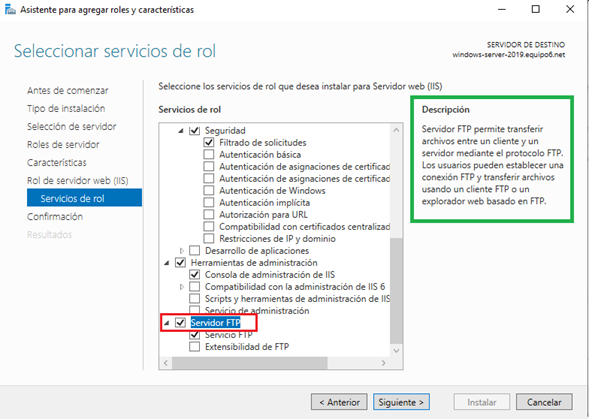 Asistente para agregar roles y características
Seleccionar servicios de rol
SERVIDOR DE DESTINO
windows-server-2019.equipo6.net
Antes de comenzar
Tipo de instalación
Selección de servidor
Roles de servidor
Características
Rol de servidor web (IIS)
Servicios de rol
Confirmación
Resultados
Seleccione los servicios de rol que desea instalar para Servidor web (IIS)
Servicios de rol
Seguridad
Filtrado de solicitudes
Autenticación básica
Autenticación de asignaciones de certificad
Autenticación de asignaciones de certificad
Autenticación de Windows
Autenticación implícita
Autorización para URL
Compatibilidad con certificados centralizad
Restricciones de IP y dominio
Desarrollo de aplicaciones
Herramientas de administración
Consola de administración de IIS
Compatibilidad con la administración de IIS 6
Scripts y herramientas de administración de IIS
Servicio de administración
Servidor FTP
Servicio FTP
Extensibilidad de FTP
Descripción
Servidor FTP permite transferir
archivos entre un cliente y un
servidor mediante el protocolo FTP.
Los usuarios pueden establecer una
conexión FTP y transferir archivos
usando un cliente FTP o un
explorador web basado en FTP.
< Anterior
Siguiente >
Instalar
Cancelar